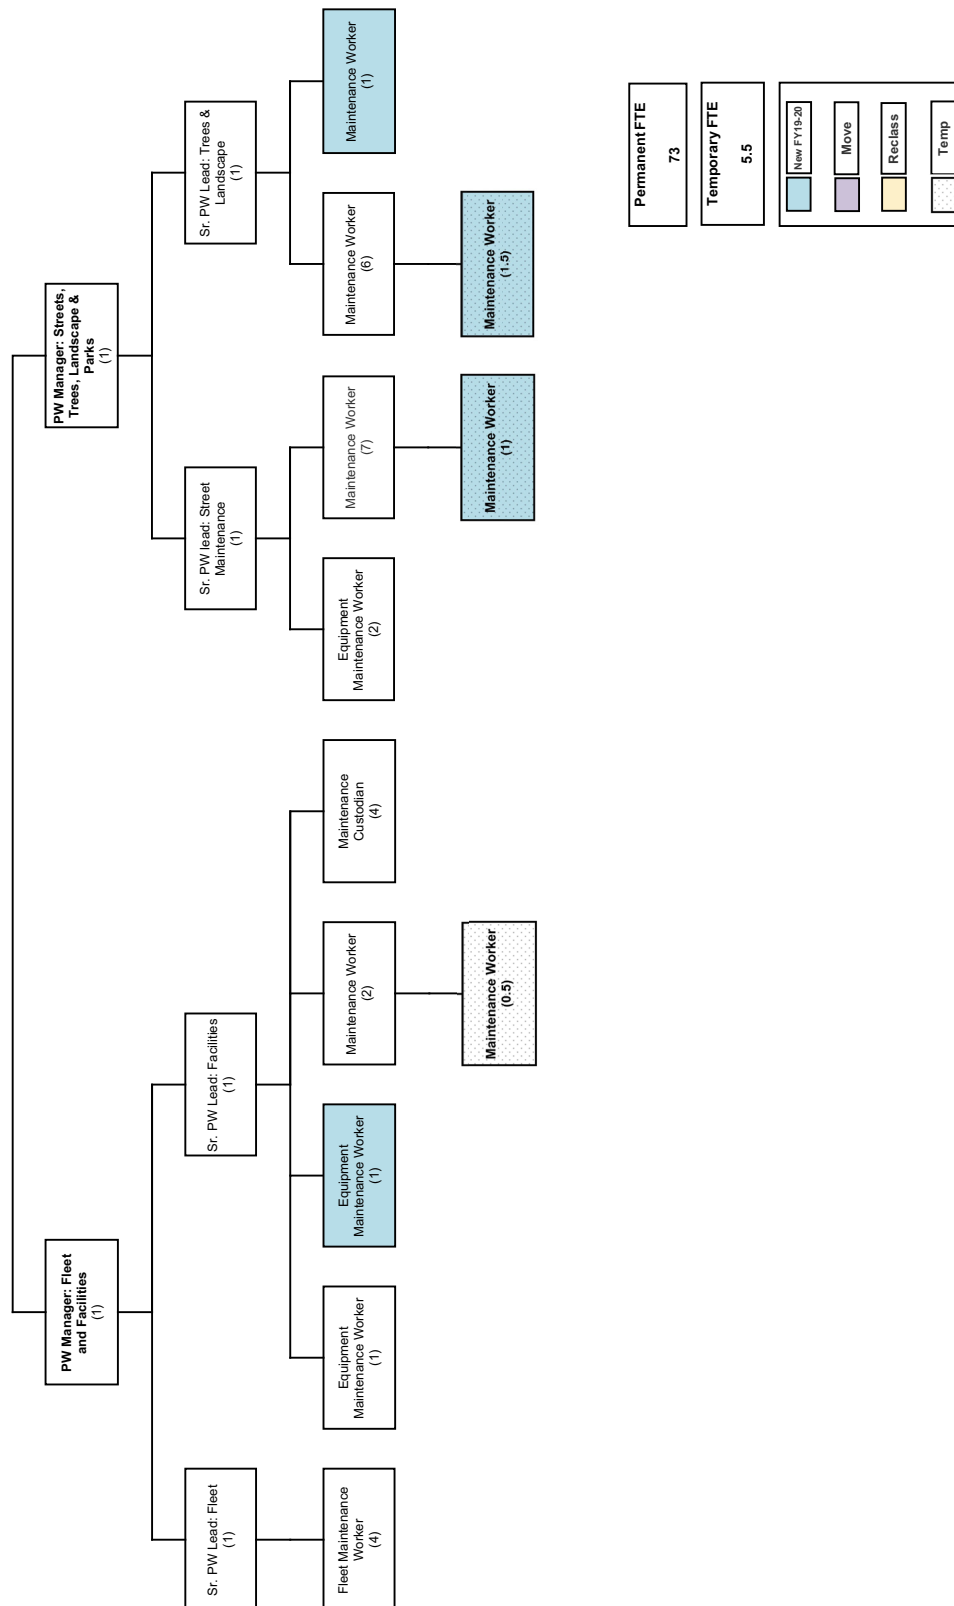 PW Manager: Fleet
and Facilities
(1)
PW Manager: Streets,
Trees, Landscape &
Parks
(1)
Sr. PW Lead: Fleet
(1)
Sr. PW Lead: Facilities
(1)
Sr. PW lead: Street
Maintenance
(1)
Sr. PW Lead: Trees &
Landscape
(1)
Fleet Maintenance
Worker
(4)
Equipment
Maintenance Worker
(1)
Equipment
Maintenance Worker
(1)
Maintenance Worker
(2)
Maintenance
Custodian
(4)
Equipment
Maintenance Worker
(2)
Maintenance Worker
(7)
Maintenance Worker
(6)
Maintenance Worker
(1)
Maintenance Worker
(0.5)
Maintenance Worker
(1)
Maintenance Worker
(1.5)
Permanent FTE
73
Temporary FTE
5.5
New FY19-20
Move
Reclass
Temp